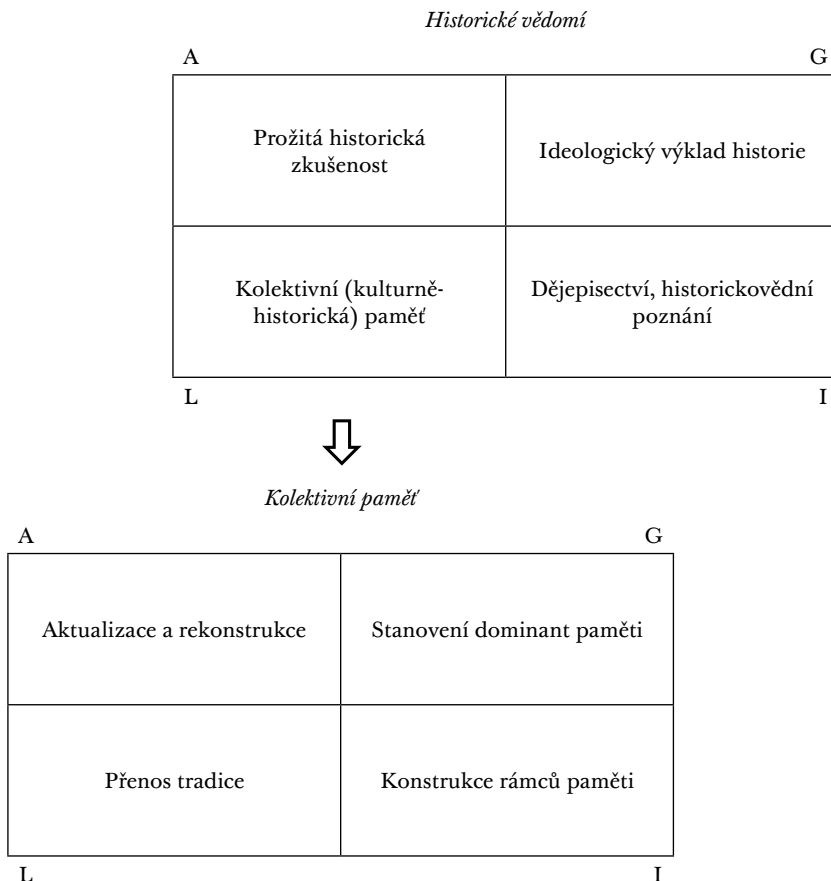 Historické vědomí
A G
Prožitá historická
zkušenost
Ideologický výklad historie
Kolektivní (kulturně-
historická) paměť
Dějepisectví, historickovědní
poznání
L I
Kolektivní paměť
A G
Aktualizace a rekonstrukce
Stanovení dominant paměti
Přenos tradice
Konstrukce rámců paměti
L I